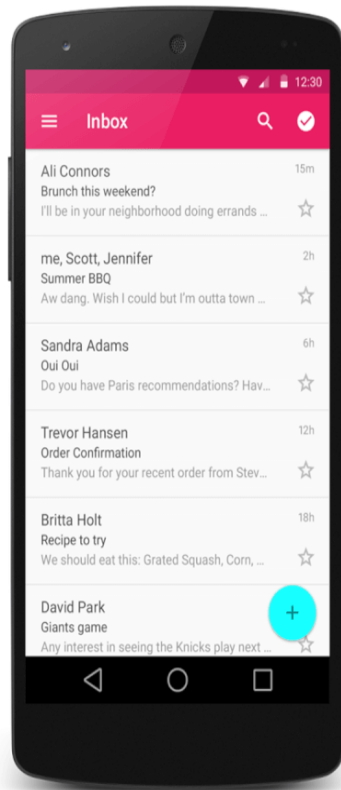 12:30
Inbox
Ali Connors 15m
Brunch this weekend?
I'll be in your neighborhood doing errands ...
me, Scott, Jennifer 2h
Summer BBQ
Aw dang. Wish I could but I'm outta town ...
Sandra Adams 6h
Oui Oui
Do you have Paris recommendations? Hav...
Trevor Hansen 12h
Order Confirmation
Thank you for your recent order from Stev...
Britta Holt 18h
Recipe to try
We should eat this: Grated Squash, Corn, ...
David Park
Giants game
Any interest in seeing the Knicks play next ...